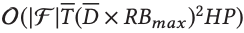 𝒪(|ℱ|T̅(D̅ × RB_max)²HP)